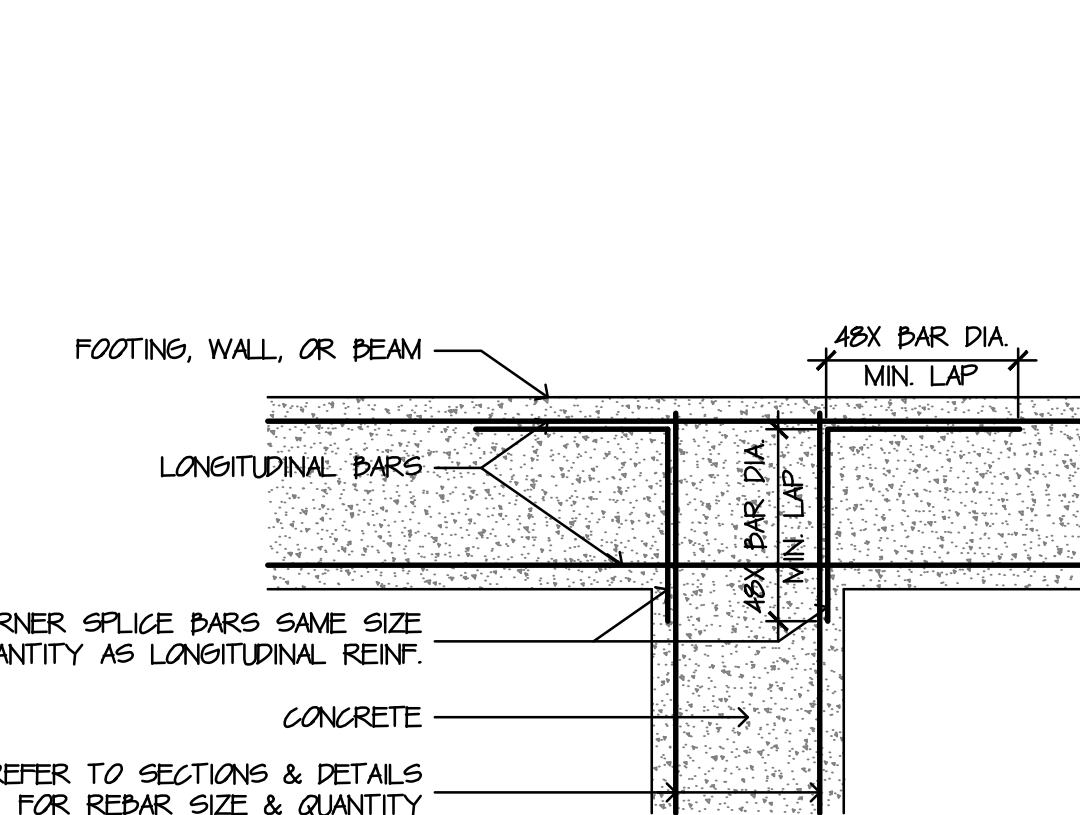 48X BAR DIA.
MIN. LAP
FOOTING, WALL, OR BEAM
LONGITUDINAL BARS
48X BAR DIA.
MIN. LAP
SPLICE BARS SAME SIZE
AS LONGITUDINAL REINF.
CONCRETE
TO SECTIONS & DETAILS
FOR REBAR SIZE & QUANTITY